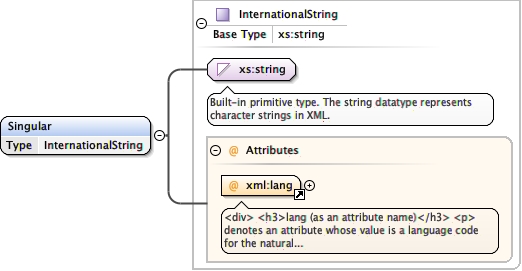 InternationalString
Base Type xs:string
xs:string
Built-in primitive type. The string datatype represents
character strings in XML.
Singular
Type InternationalString
@ Attributes
@ xml:lang
<div> <h3>lang (as an attribute name)</h3> <p>
denotes an attribute whose value is a language code
for the natural...